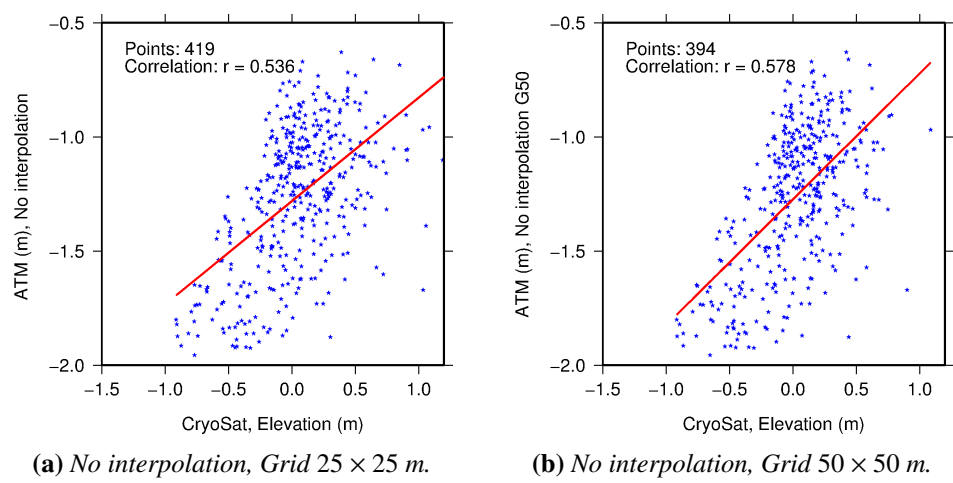 −0.5
−1.0
−1.5
−2.0
ATM (m), No interpolation
Points: 419
Correlation: r = 0.536
−1.5 −1.0 −0.5 0.0 0.5 1.0
CryoSat, Elevation (m)
(a) No interpolation, Grid 25 × 25 m.
−0.5
−1.0
−1.5
−2.0
ATM (m), No interpolation G50
Points: 394
Correlation: r = 0.578
−1.5 −1.0 −0.5 0.0 0.5 1.0
CryoSat, Elevation (m)
(b) No interpolation, Grid 50 × 50 m.